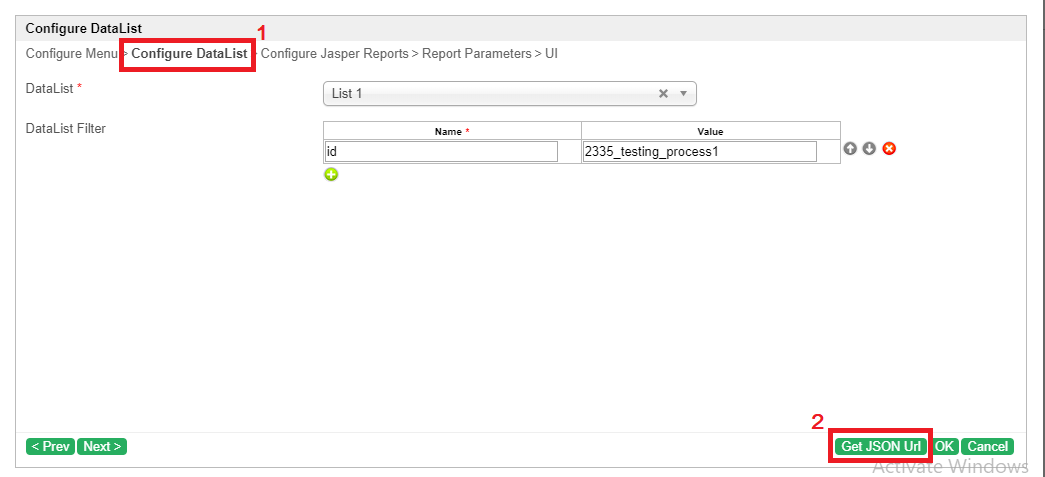 Configure DataList
1
Configure Menu > Configure DataList > Configure Jasper Reports > Report Parameters > UI
DataList *
List 1
DataList Filter
Name *
Value
id
2335_testing_process1
2
< Prev
Next >
Get JSON Url
OK
Cancel
Activate Windows